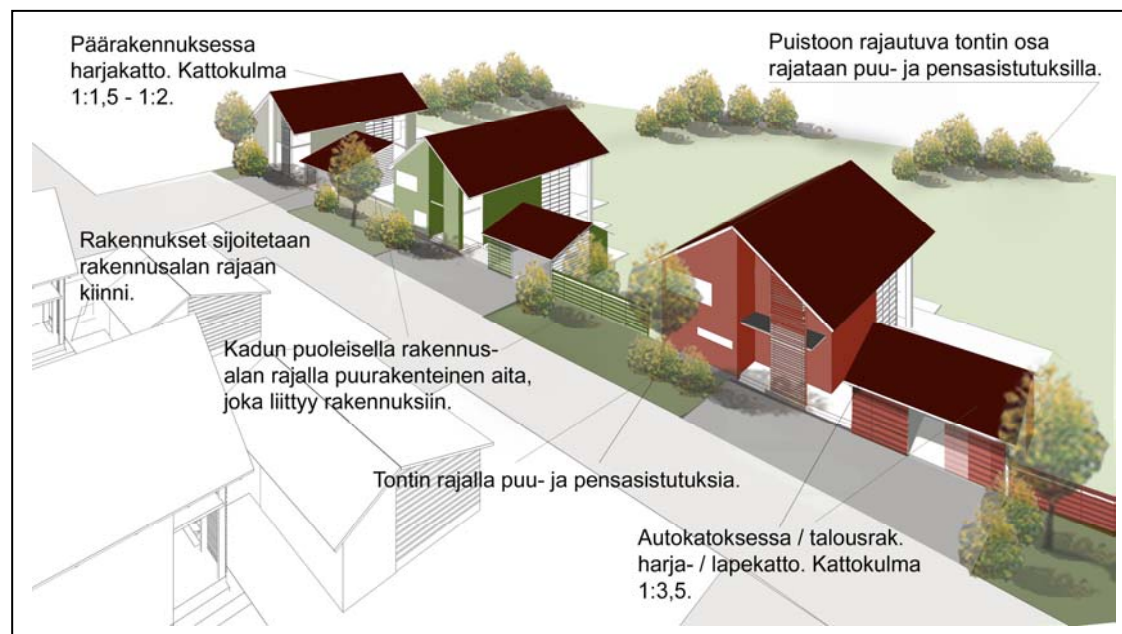 Päärakennuksessa
harjakatto. Kattokulma
1:1,5 - 1:2.
Puistoon rajautuva tontin osa
rajataan puu- ja pensasistutuksilla.
Rakennukset sijoitetaan
rakennusalan rajaan
kiinni.
Kadun puoleisella rakennus-
alan rajalla puurakenteinen aita,
joka liittyy rakennuksiin.
Tontin rajalla puu- ja pensasistutuksia.
Autokatoksessa / talousrak.
harja- / lapekatto. Kattokulma
1:3,5.